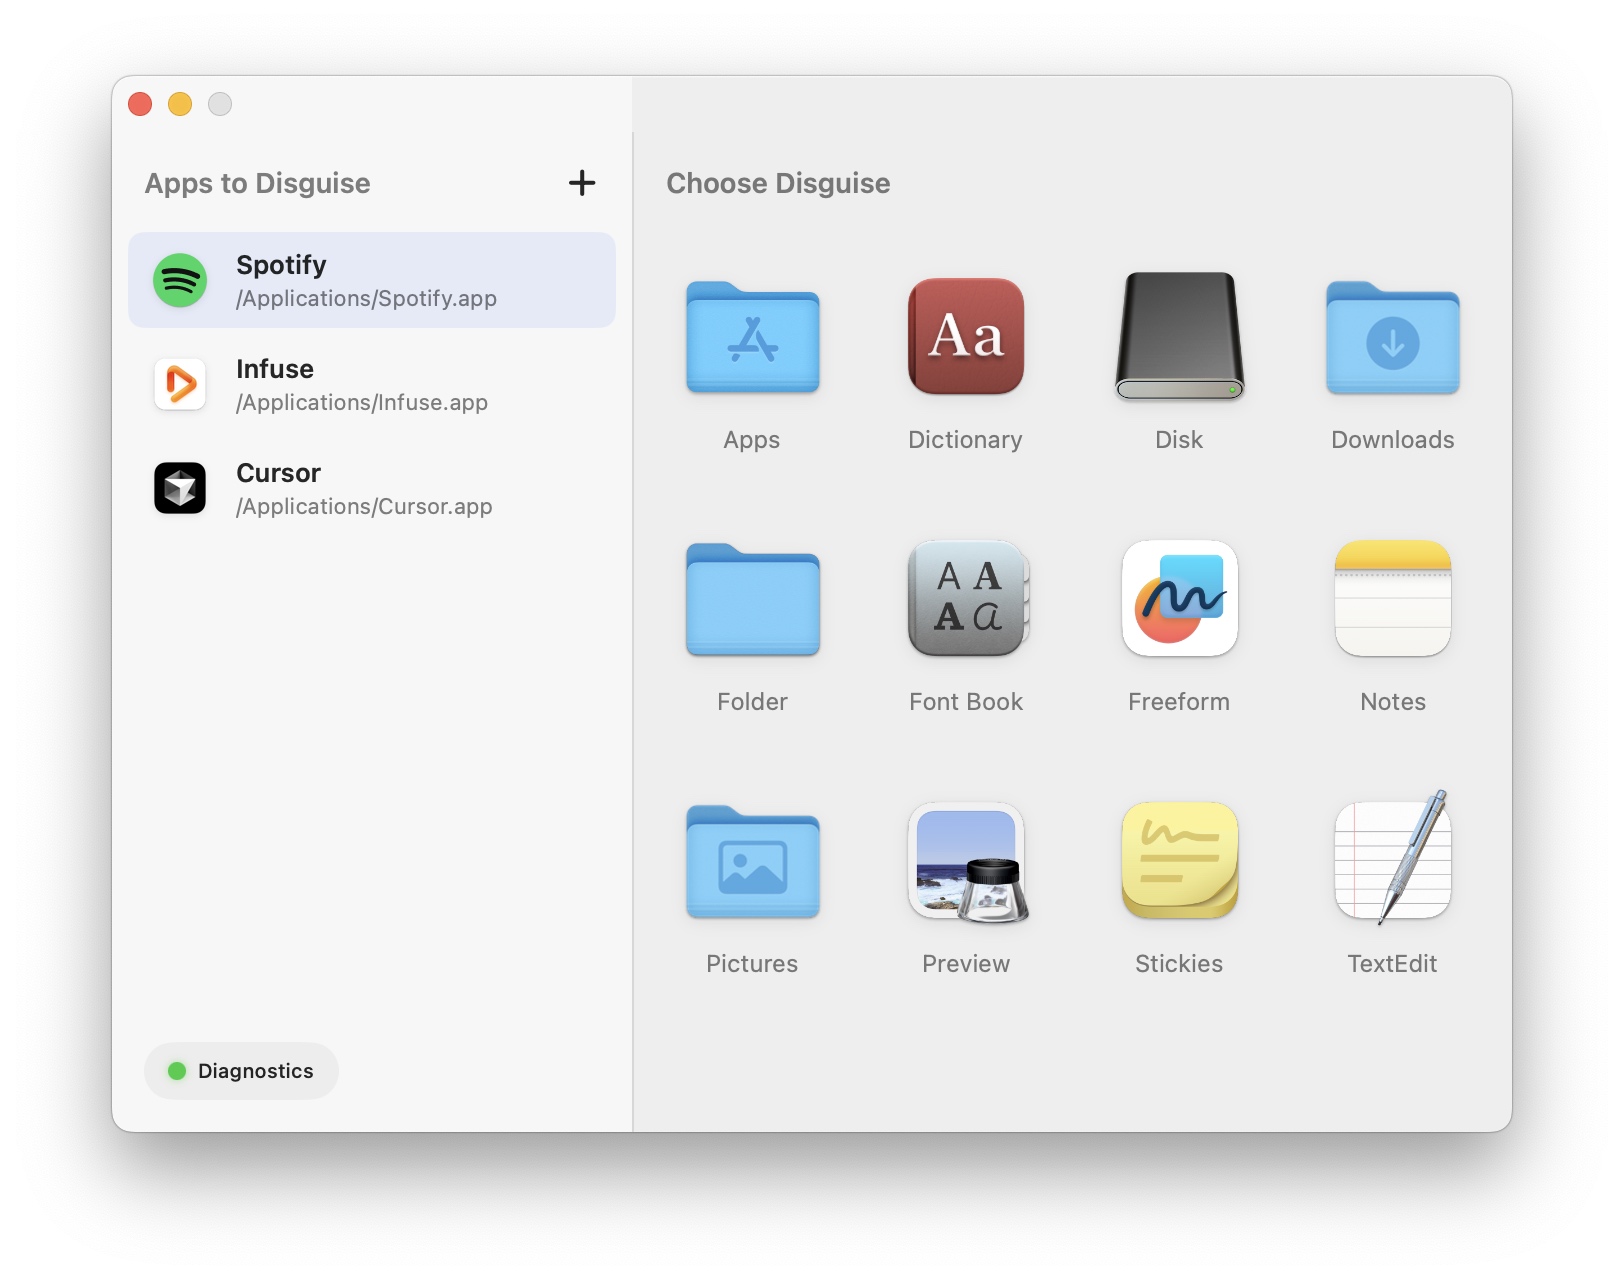 Apps to Disguise
Spotify
/Applications/Spotify.app
Infuse
/Applications/Infuse.app
Cursor
/Applications/Cursor.app
Diagnostics
Choose Disguise
Aa
Apps
Dictionary
Disk
Downloads
A A
A a
Folder
Font Book
Freeform
Notes
Pictures
Preview
Stickies
TextEdit